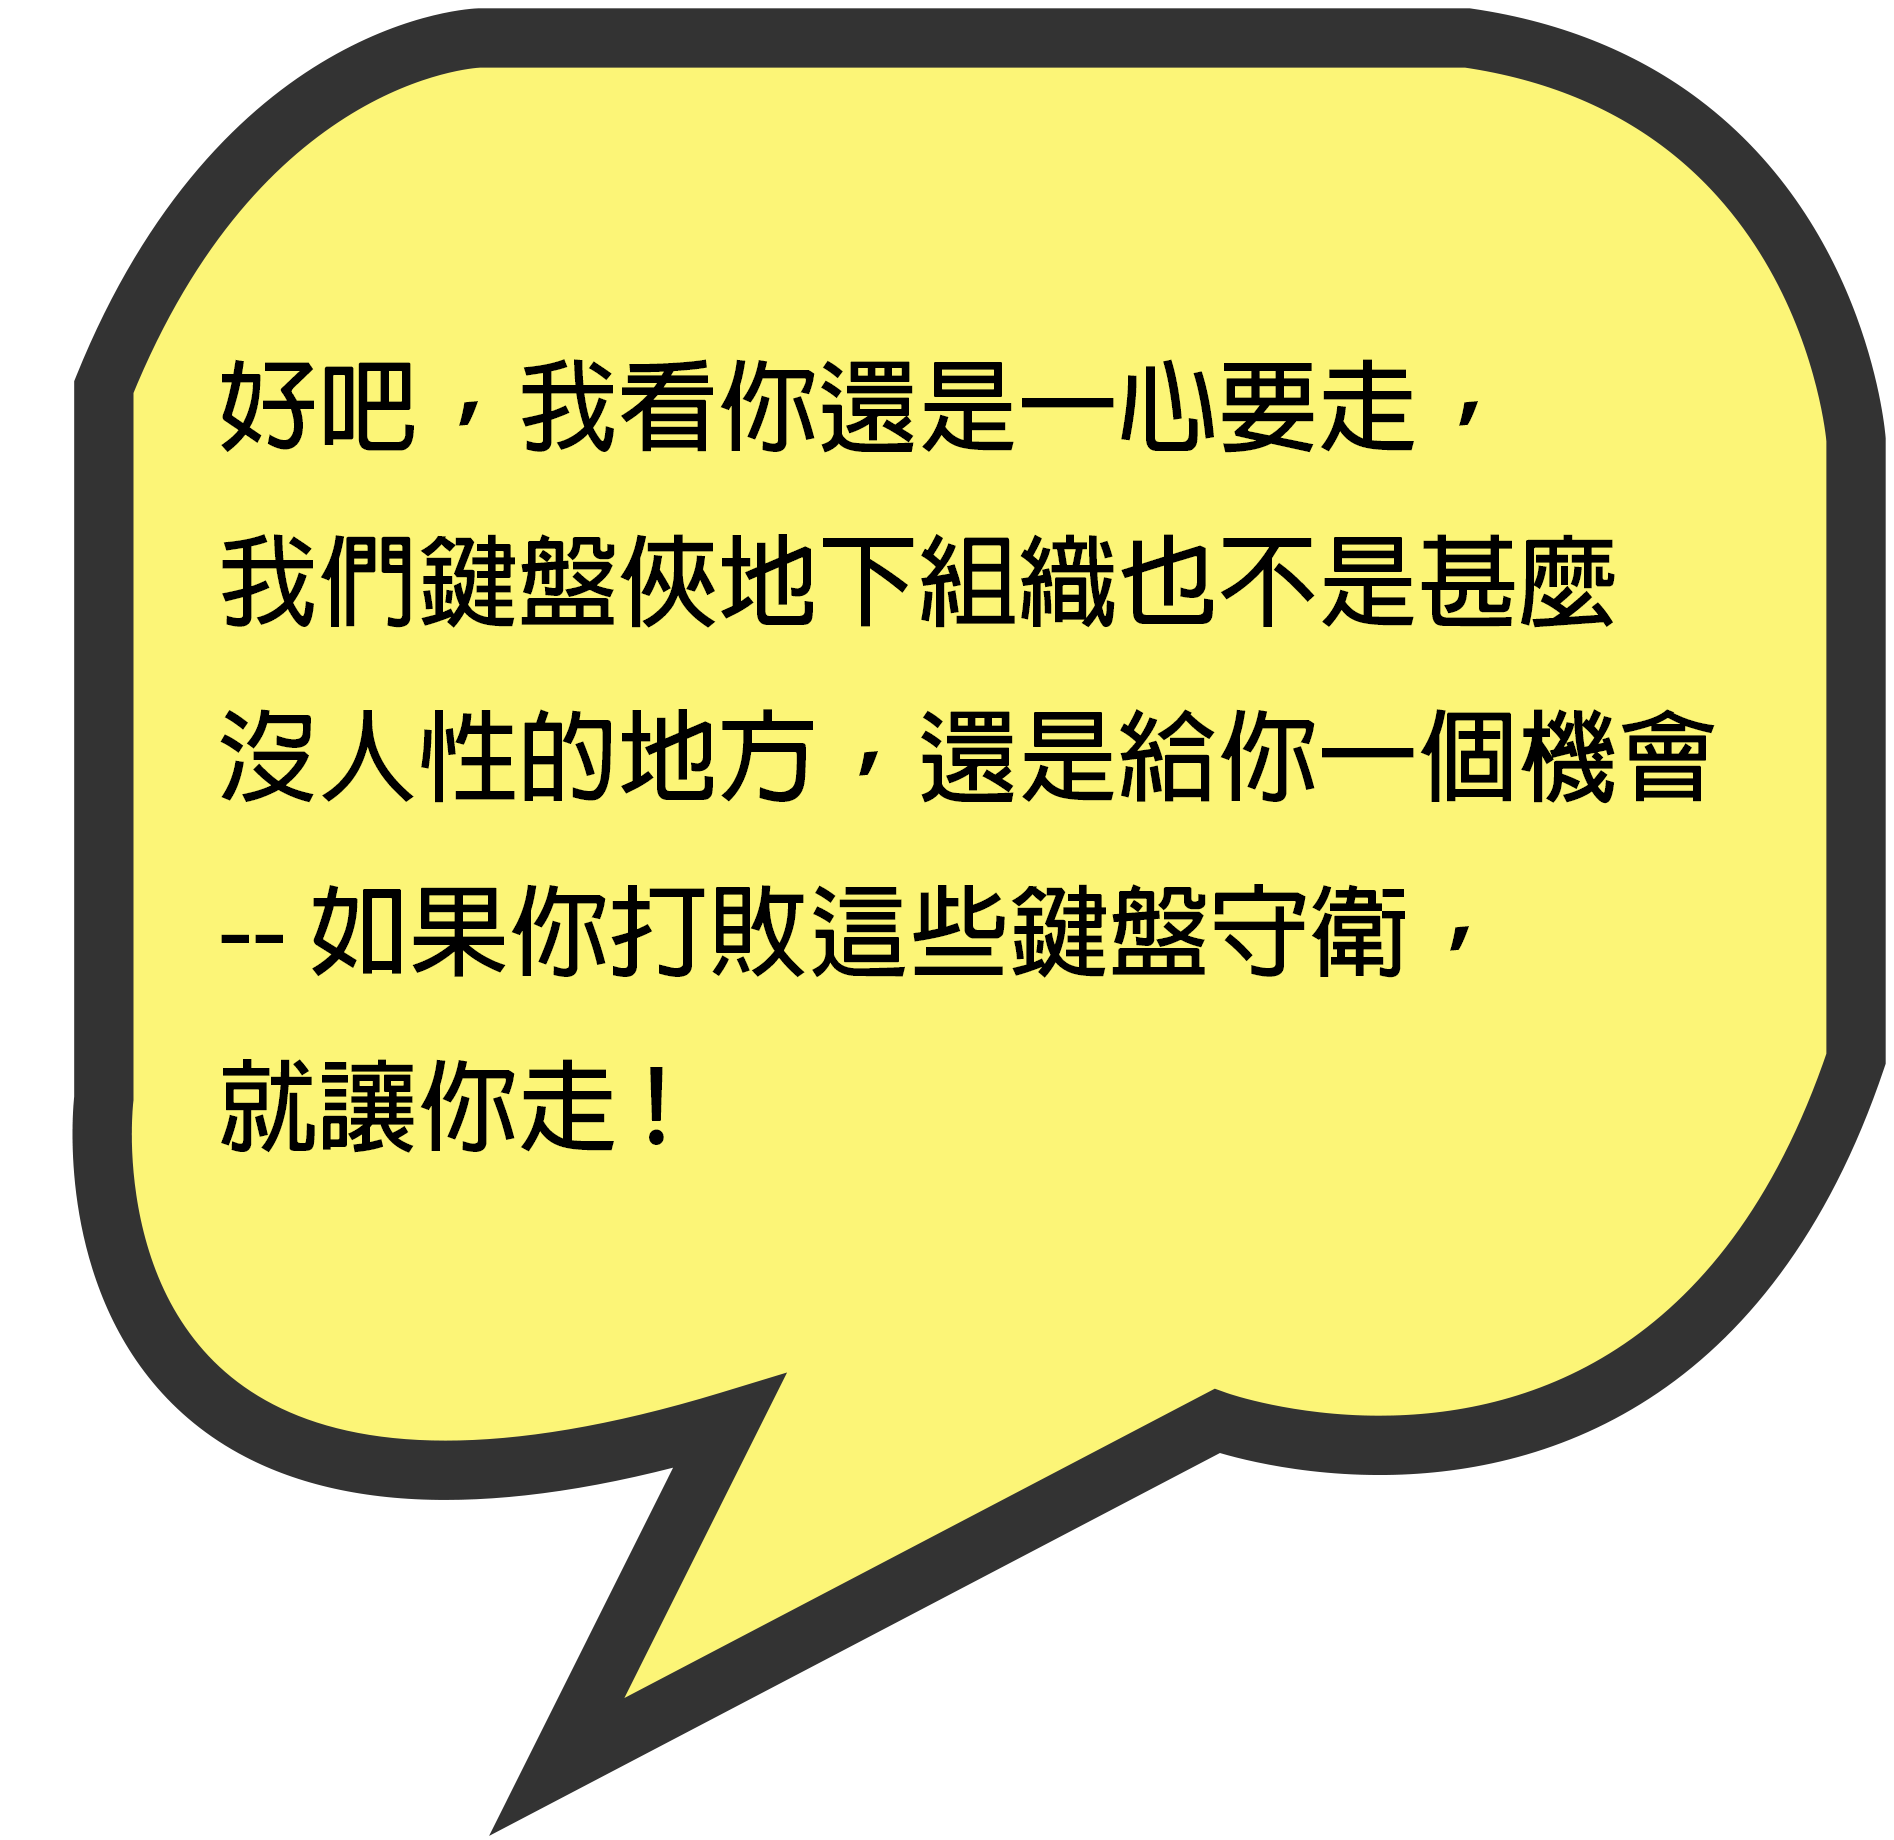 好吧，我看你還是一心要走，
我們鍵盤俠地下組織也不是甚麼
沒人性的地方，還是給你一個機會
-- 如果你打敗這些鍵盤守衛，
就讓你走！